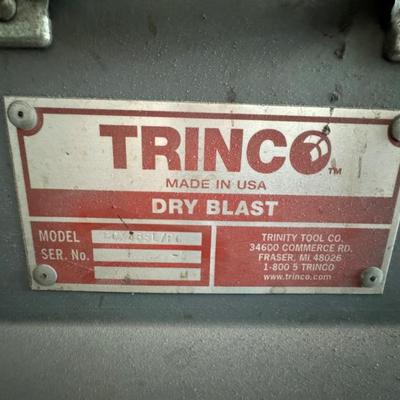 TRINCO™
MADE IN USA
DRY BLAST
MODEL
SER. No.
TRINITY TOOL CO.
34600 COMMERCE RD.
FRASER, MI 48026
1-800 5 TRINCO
www.trinco.com